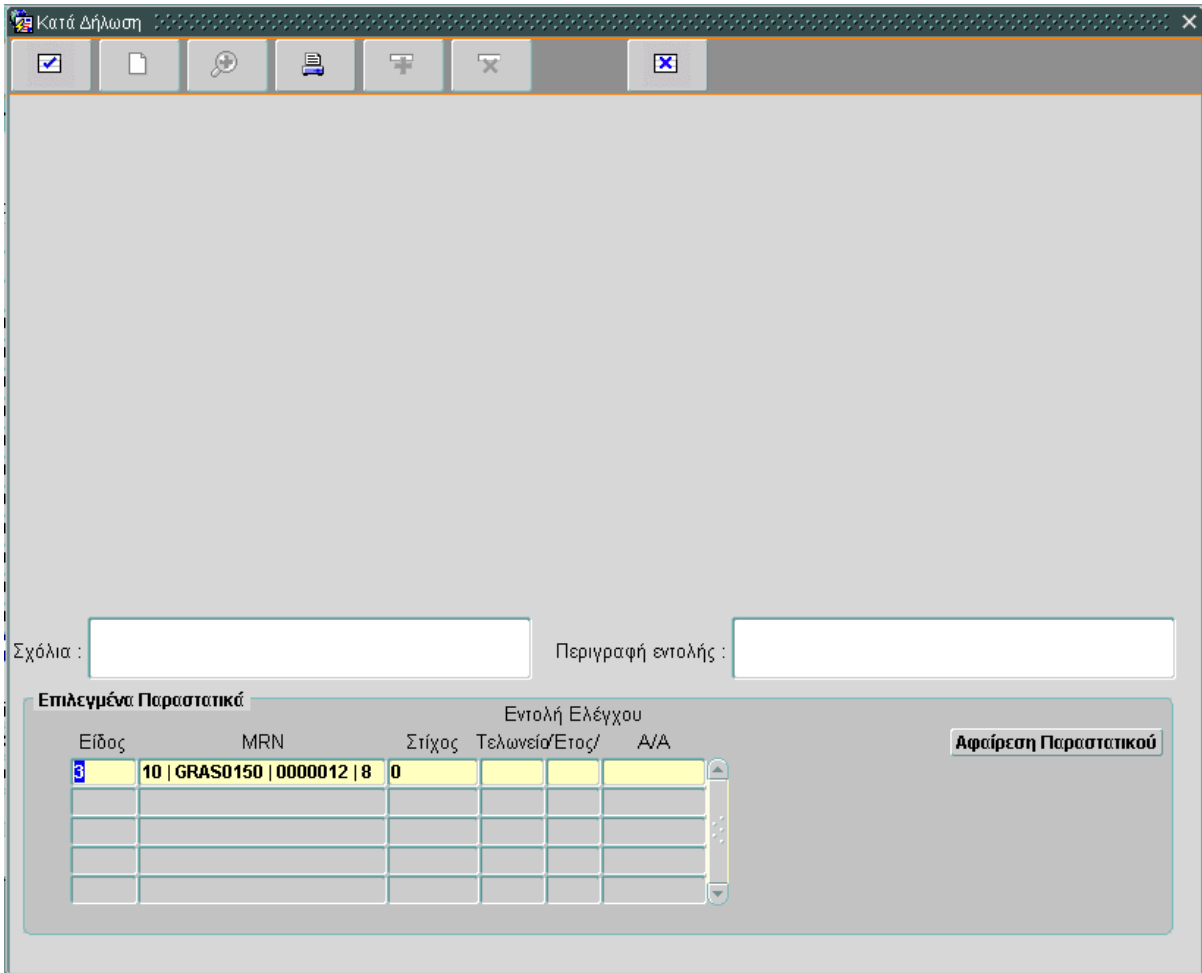 Κατά Δήλωση
Σχόλια :
Περιγραφή εντολής :
Επιλεγμένα Παραστατικά
Εντολή Ελέγχου
Είδος MRN Στίχος Τελωνείο/Έτος/ Α/Α
Αφαίρεση Παραστατικού
3 10 | GRAS0150 | 0000012 | 8 0